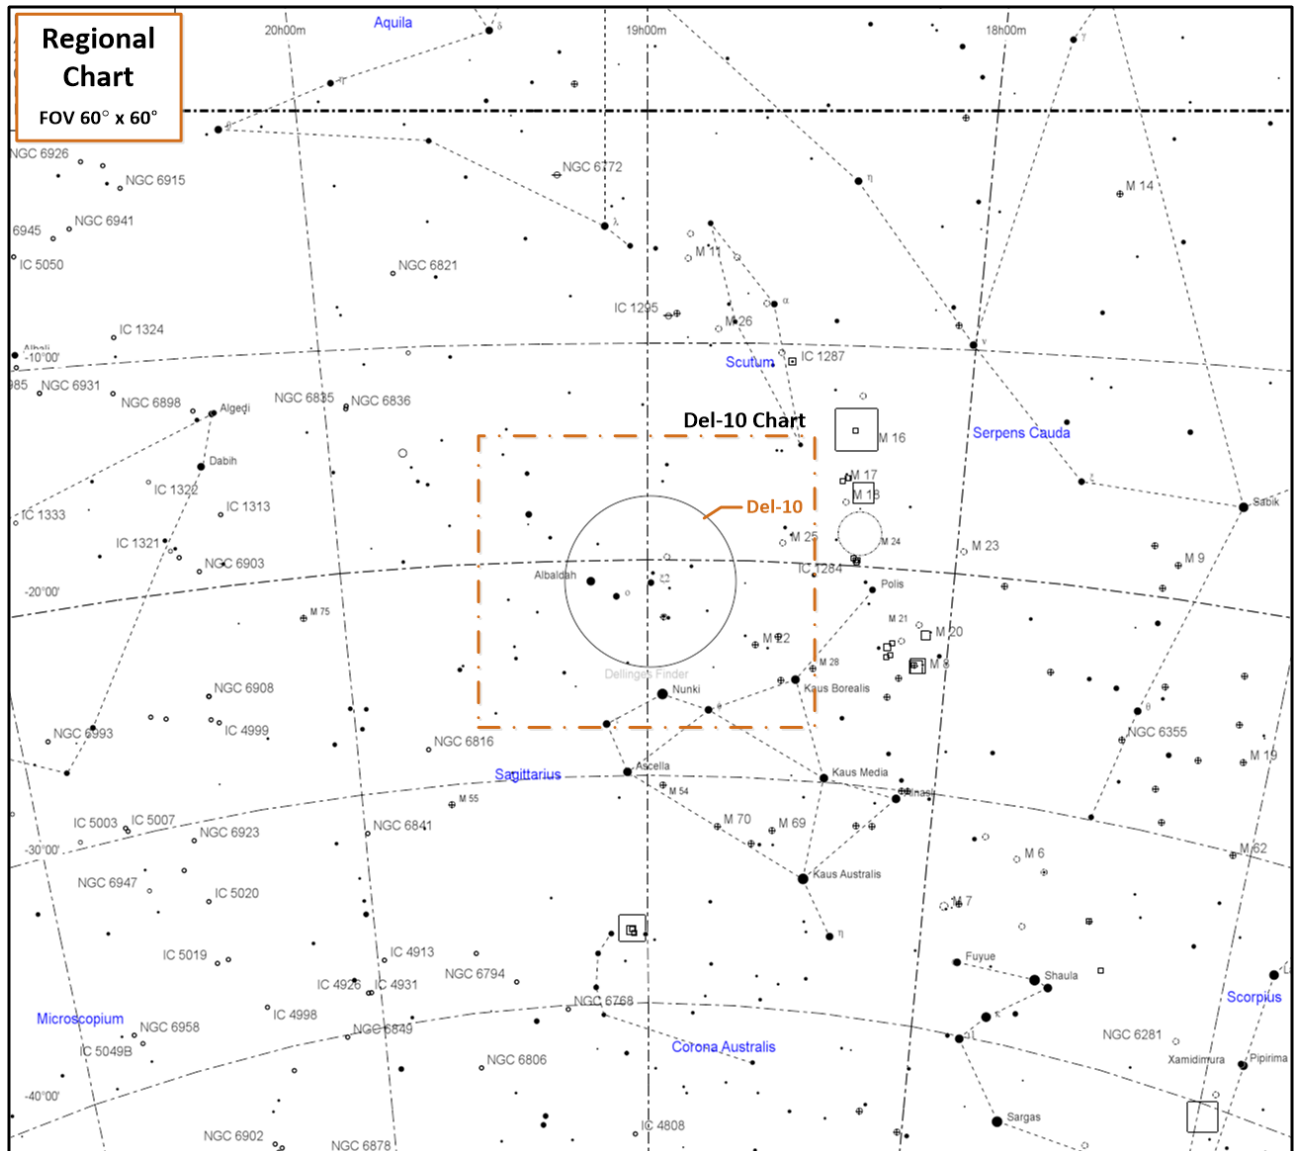 Regional
Chart
FOV 60° x 60°
20h00m
Aquila
δ
19h00m
18h00m
γ
η
θ
NGC 6926
NGC 6915
NGC 6772
η
M 14
NGC 6941
6945
λ
IC 5050
NGC 6821
M 11
IC 1295
α
M 26
IC 1324
ν
-10°00'
Scutum
IC 1287
985
NGC 6931
NGC 6898
Algedi
NGC 6835
NGC 6836
Del-10 Chart
M 16
Serpens Cauda
Dabih
M 17
IC 1322
M 18
ξ
IC 1333
IC 1313
Del-10
Sabik
IC 1321
M 25
M 24
M 23
M 9
NGC 6903
IC 1284
Albaldah
ξ2
Polis
-20°00'
M 75
M 21
M 20
M 22
M 28
M 8
Dellinges Finder
Nunki
Kaus Borealis
NGC 6908
θ
NGC 6993
IC 4999
NGC 6816
NGC 6355
M 19
Ascella
Sagittarius
Kaus Media
M 54
Alnasl
M 55
IC 5003
IC 5007
NGC 6923
NGC 6841
M 70
M 69
-30°00'
M 6
M 62
NGC 6947
IC 5020
Kaus Australis
M 7
η
IC 5019
IC 4913
Fuyue
NGC 6794
Shaula
IC 4926
IC 4931
Scorpius
NGC 6768
Microscopium
IC 4998
κ
NGC 6958
NGC 6849
ι1
NGC 6281
IC 5049B
Corona Australis
NGC 6806
Xamidimura
Pipirima
-40°00'
Sargas
NGC 6902
NGC 6878
IC 4808